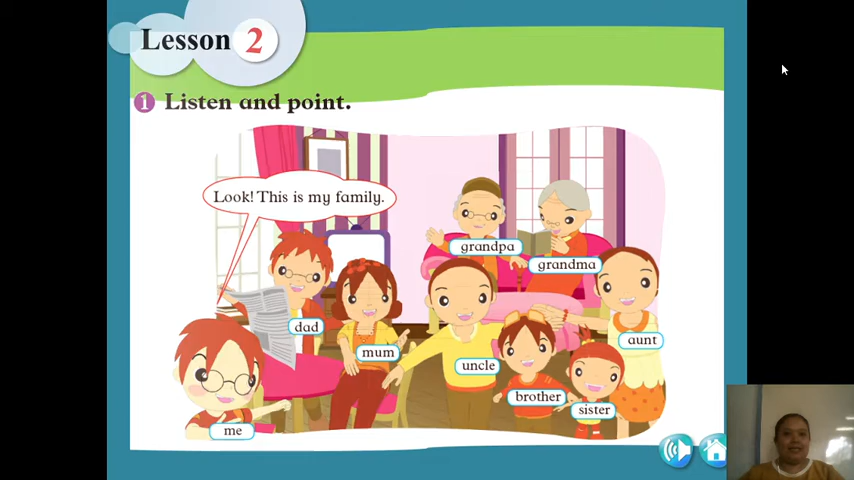 Lesson 2
1 Listen and point.
Look! This is my family.
grandpa
grandma
dad
aunt
mum
uncle
brother
sister
me